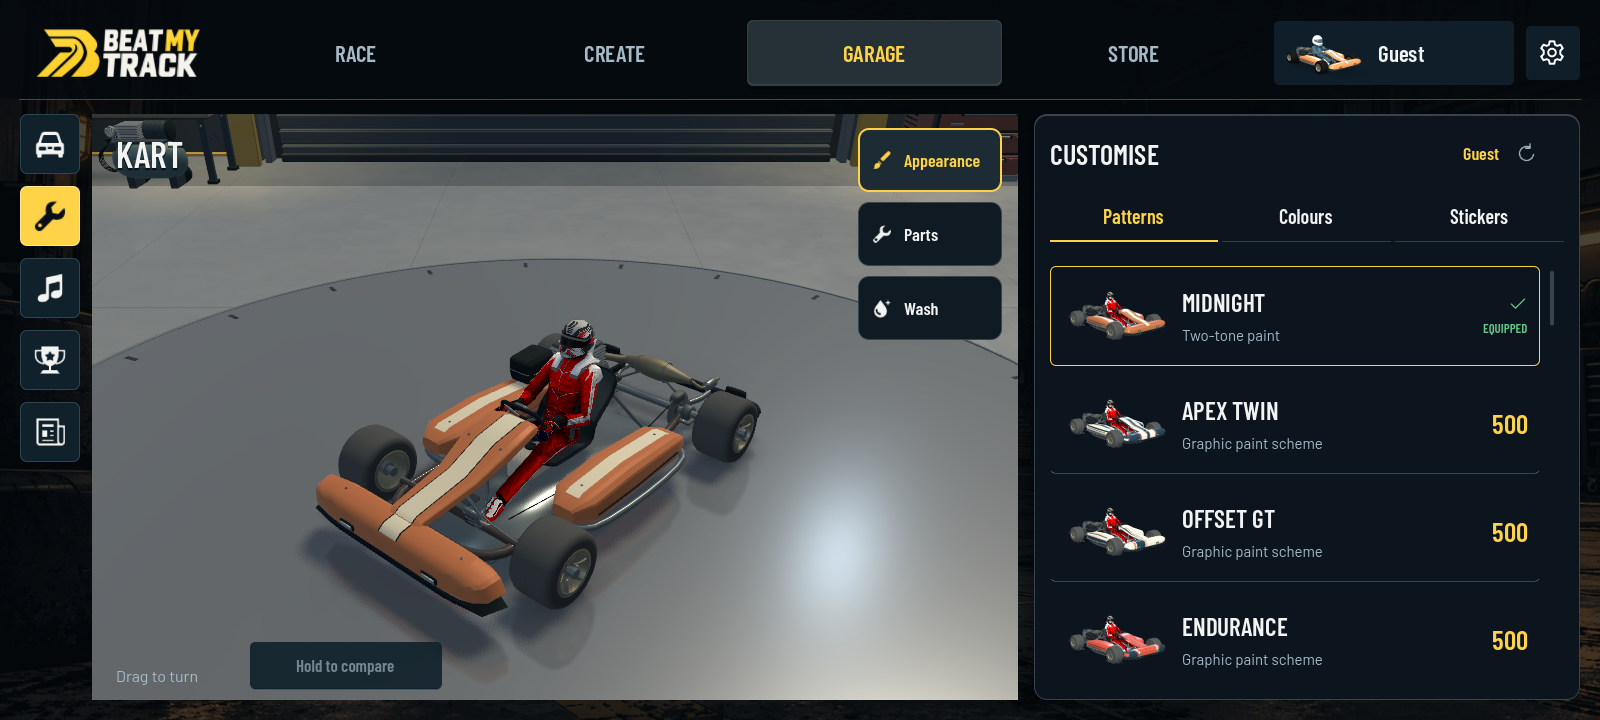 BEATMY
TRACK
RACE
CREATE
GARAGE
STORE
Guest
KART
Appearance
Parts
Wash
Drag to turn
Hold to compare
CUSTOMISE
Guest
Patterns
Colours
Stickers
MIDNIGHT
Two-tone paint
EQUIPPED
APEX TWIN
Graphic paint scheme
500
OFFSET GT
Graphic paint scheme
500
ENDURANCE
Graphic paint scheme
500